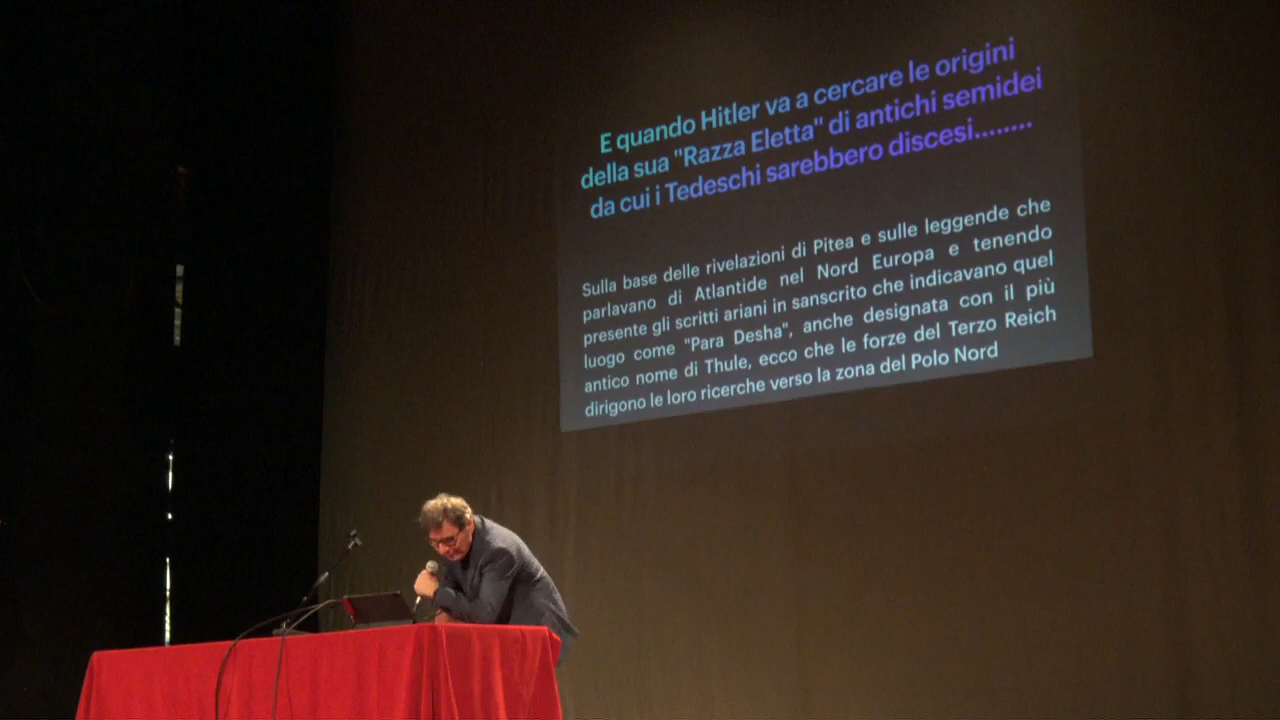 E quando Hitler va a cercare le origini
della sua "Razza Eletta" di antichi semidei
da cui i Tedeschi sarebbero discesi........
Sulla base delle rivelazioni di Pitea e sulle leggende che
parlavano di Atlantide nel Nord Europa e tenendo
presente gli scritti ariani in sanscrito che indicavano quel
luogo come "Para Desha", anche designata con il più
antico nome di Thule, ecco che le forze del Terzo Reich
dirigono le loro ricerche verso la zona del Polo Nord